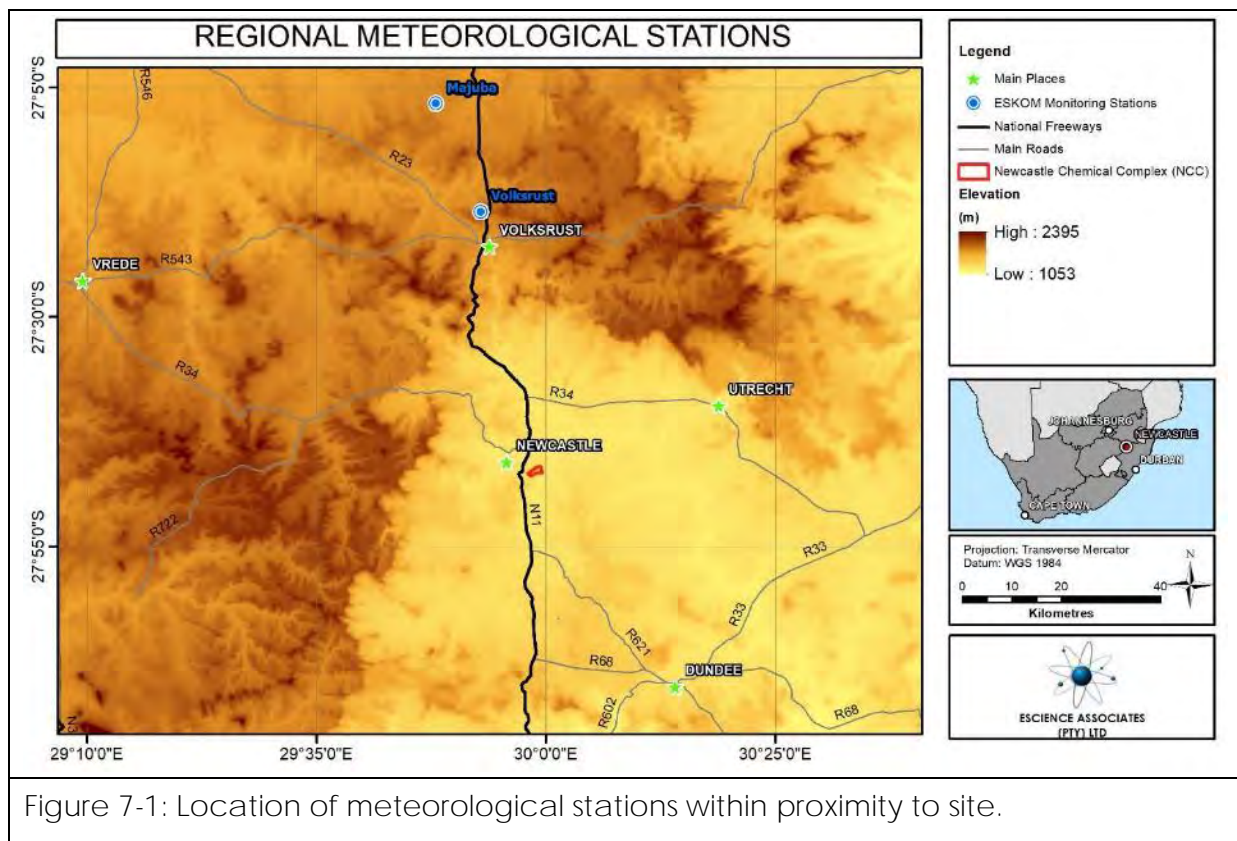 REGIONAL METEOROLOGICAL STATIONS
27°5'0"S
27°30'0"S
27°55'0"S
29°10'0"E
29°35'0"E
30°0'0"E
30°25'0"E
R546
Majuba
R23
Volksrust
VOLKSRUST
VREDE
R543
R34
R34
UTRECHT
NEWCASTLE
R722
N11
R33
R33
R621
R68
DUNDEE
R602
R68
N3
Legend
Main Places
ESKOM Monitoring Stations
National Freeways
Main Roads
Newcastle Chemical Complex (NCC)
Elevation
(m)
High : 2395
Low : 1053
JOHANNESBURG
NEWCASTLE
DURBAN
CAPE TOWN
Projection: Transverse Mercator
Datum: WGS 1984
N
0 10 20 40
Kilometres
ESCIENCE ASSOCIATES
(PTY) LTD
Figure 7-1: Location of meteorological stations within proximity to site.